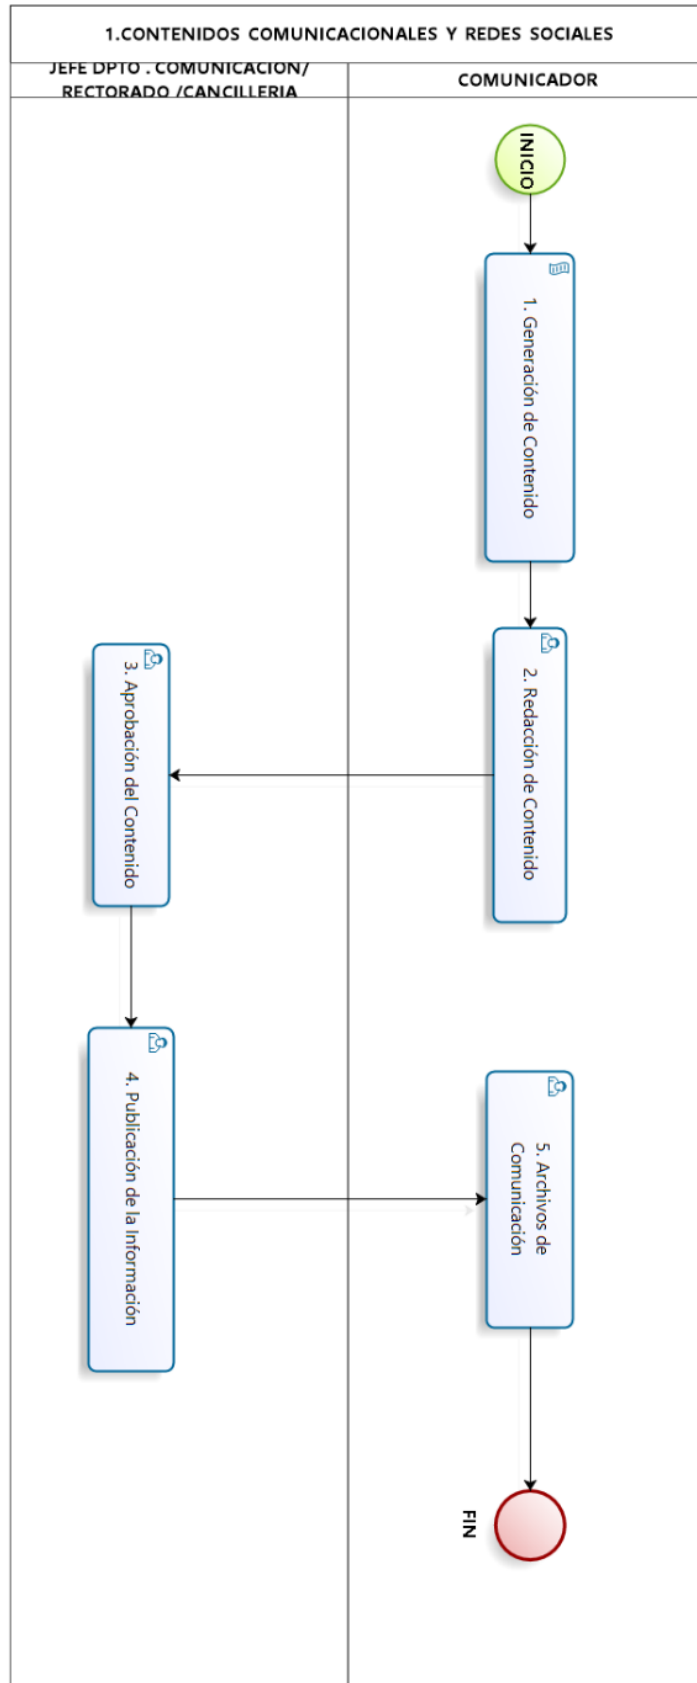 1.CONTENIDOS COMUNICACIONALES Y REDES SOCIALES
JEFE DPTO . COMUNICACION/
RECTORADO /CANCILLERIA
COMUNICADOR
INICIO
1. Generación de Contenido
2. Redacción de Contenido
3. Aprobación del Contenido
4. Publicación de la Información
5. Archivos de
Comunicación
FIN